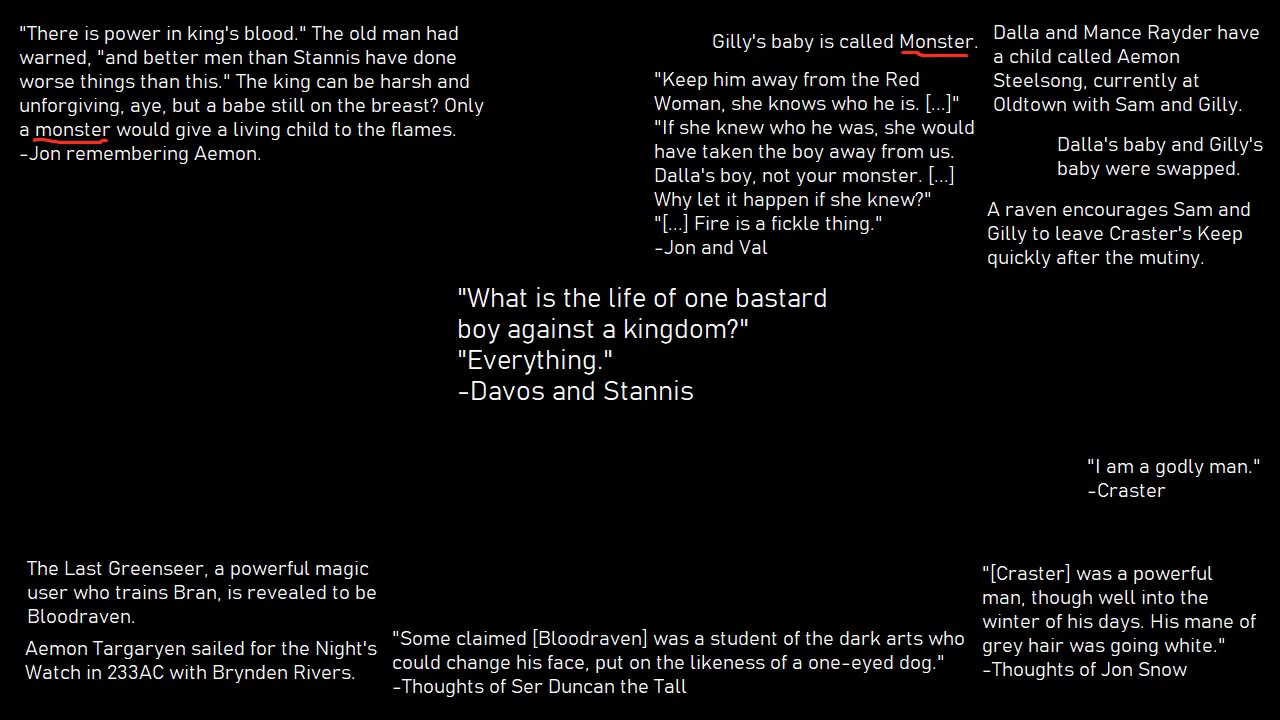 "There is power in king's blood." The old man had
warned, "and better men than Stannis have done
worse things than this." The king can be harsh and
unforgiving, aye, but a babe still on the breast? Only
a monster would give a living child to the flames.
-Jon remembering Aemon.
Gilly's baby is called Monster.
"Keep him away from the Red
Woman, she knows who he is. [...]"
"If she knew who he was, she would
have taken the boy away from us.
Dalla's boy, not your monster. [...]
Why let it happen if she knew?"
"[...] Fire is a fickle thing."
-Jon and Val
Dalla and Mance Rayder have
a child called Aemon
Steelsong, currently at
Oldtown with Sam and Gilly.
Dalla's baby and Gilly's
baby were swapped.
A raven encourages Sam and
Gilly to leave Craster's Keep
quickly after the mutiny.
"What is the life of one bastard
boy against a kingdom?"
"Everything."
-Davos and Stannis
"I am a godly man."
-Craster
The Last Greenseer, a powerful magic
user who trains Bran, is revealed to be
Bloodraven.
Aemon Targaryen sailed for the Night's
Watch in 233AC with Brynden Rivers.
"Some claimed [Bloodraven] was a student of the dark arts who
could change his face, put on the likeness of a one-eyed dog."
-Thoughts of Ser Duncan the Tall
"[Craster] was a powerful
man, though well into the
winter of his days. His mane of
grey hair was going white."
-Thoughts of Jon Snow